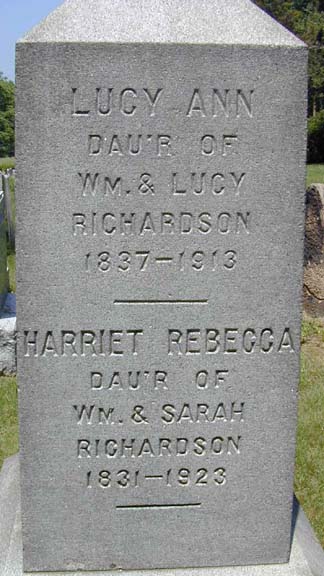 LUCY ANN
DAU'R OF
WM. & LUCY
RICHARDSON
1837-1913
HARRIET REBECCA
DAU'R OF
WM. & SARAH
RICHARDSON
1831-1923